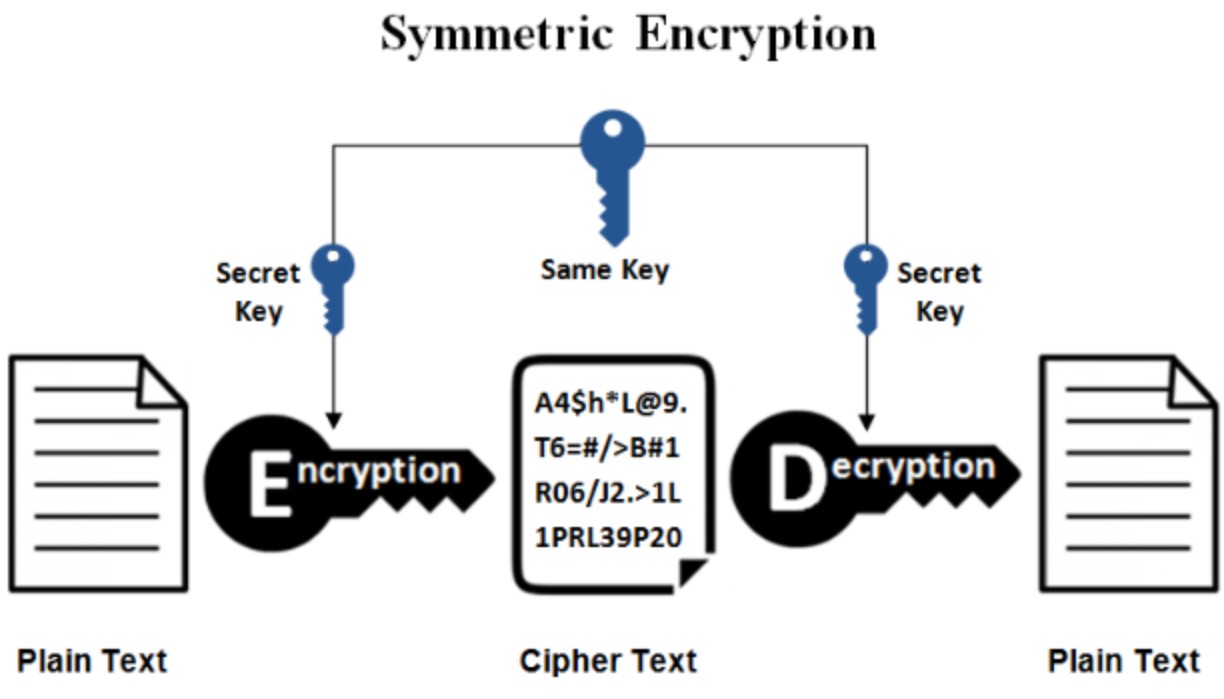 Symmetric Encryption
Same Key
Secret
Key
Secret
Key
Encryption
A4$h*L@9.
T6=#/>B#1
R06/J2.>1L
1PRL39P20
Decryption
Plain Text
Cipher Text
Plain Text